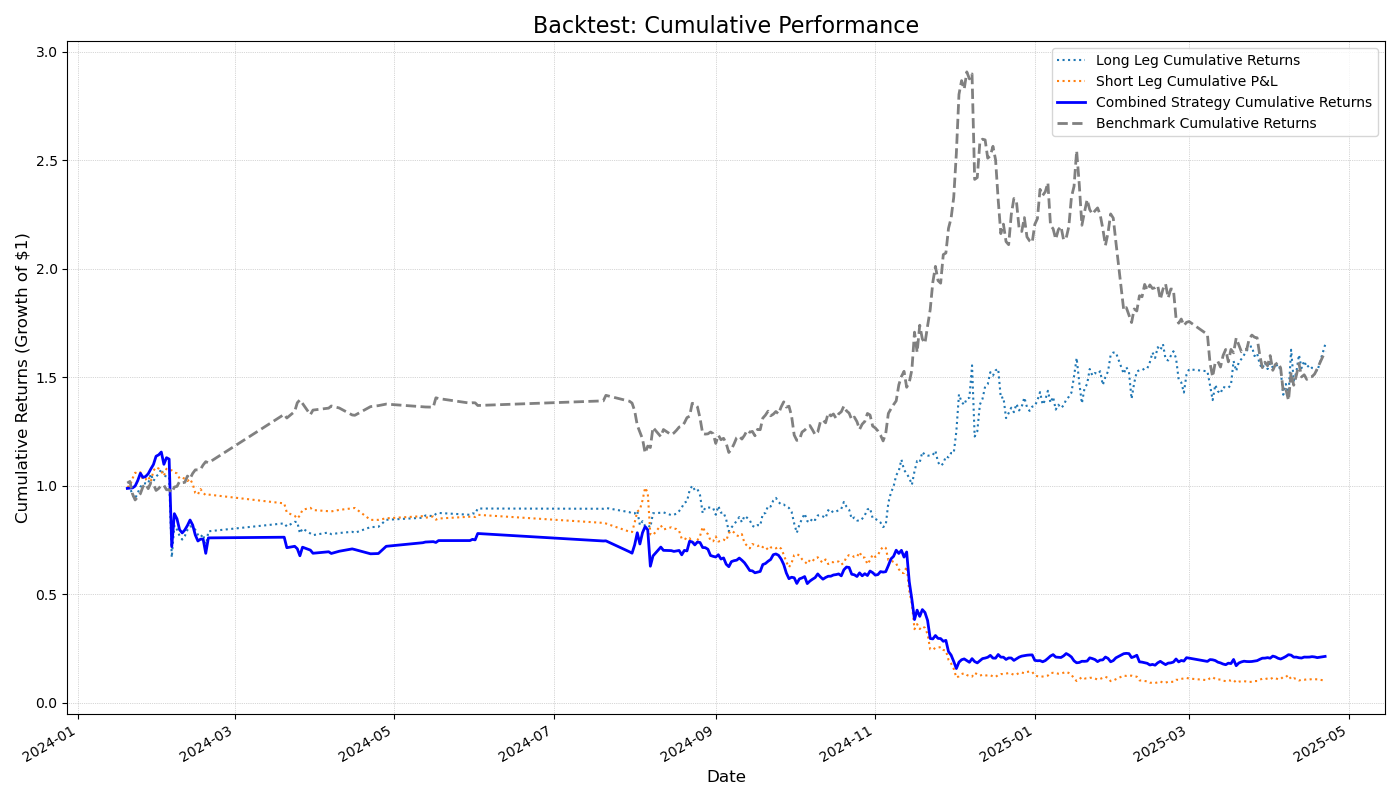 Backtest: Cumulative Performance
Long Leg Cumulative Returns
Short Leg Cumulative P&L
Combined Strategy Cumulative Returns
Benchmark Cumulative Returns
Cumulative Returns (Growth of $1)
3.0
2.5
2.0
1.5
1.0
0.5
0.0
2024-01
2024-03
2024-05
2024-07
2024-09
2024-11
2025-01
2025-03
2025-05
Date